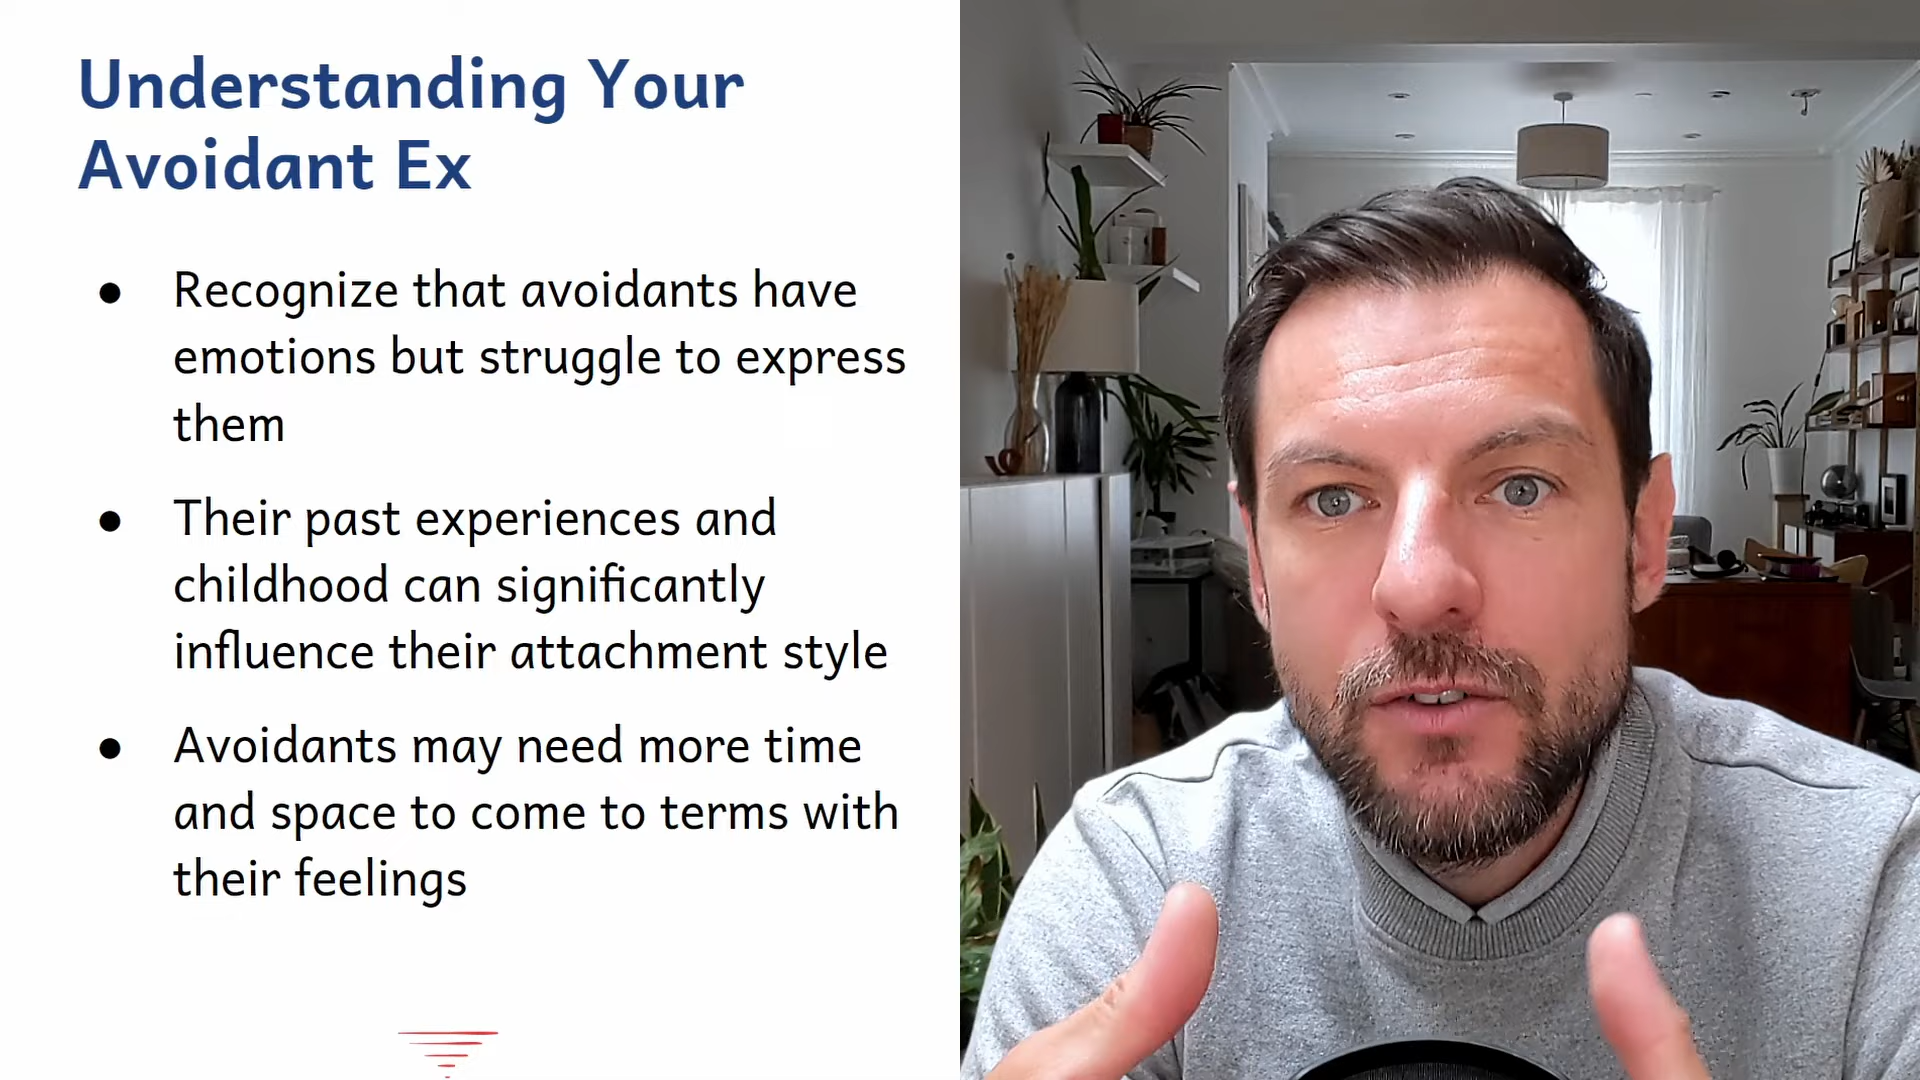 Understanding Your
Avoidant Ex
● Recognize that avoidants have
emotions but struggle to express
them
● Their past experiences and
childhood can significantly
influence their attachment style
● Avoidants may need more time
and space to come to terms with
their feelings